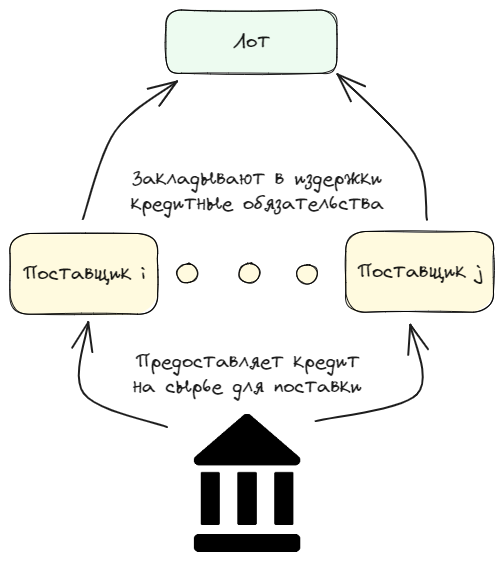 Лот
Закладывают в издержки
кредитные обязательства
Поставщик i
Поставщик j
Предоставляет кредит
на сырье для поставки